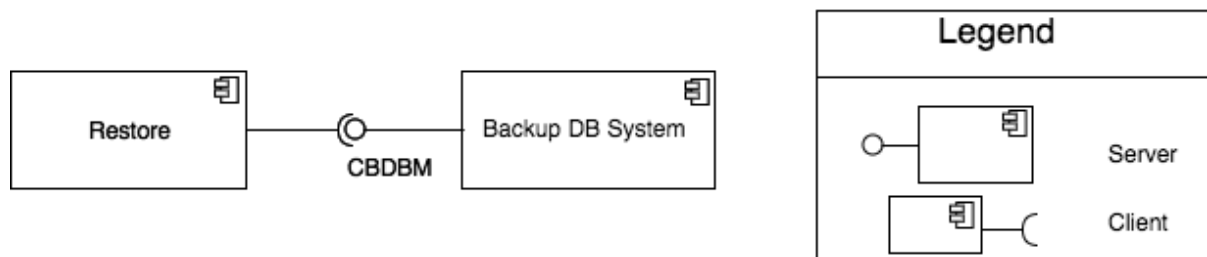 Restore
CBDBM
Backup DB System
Legend
Server
Client